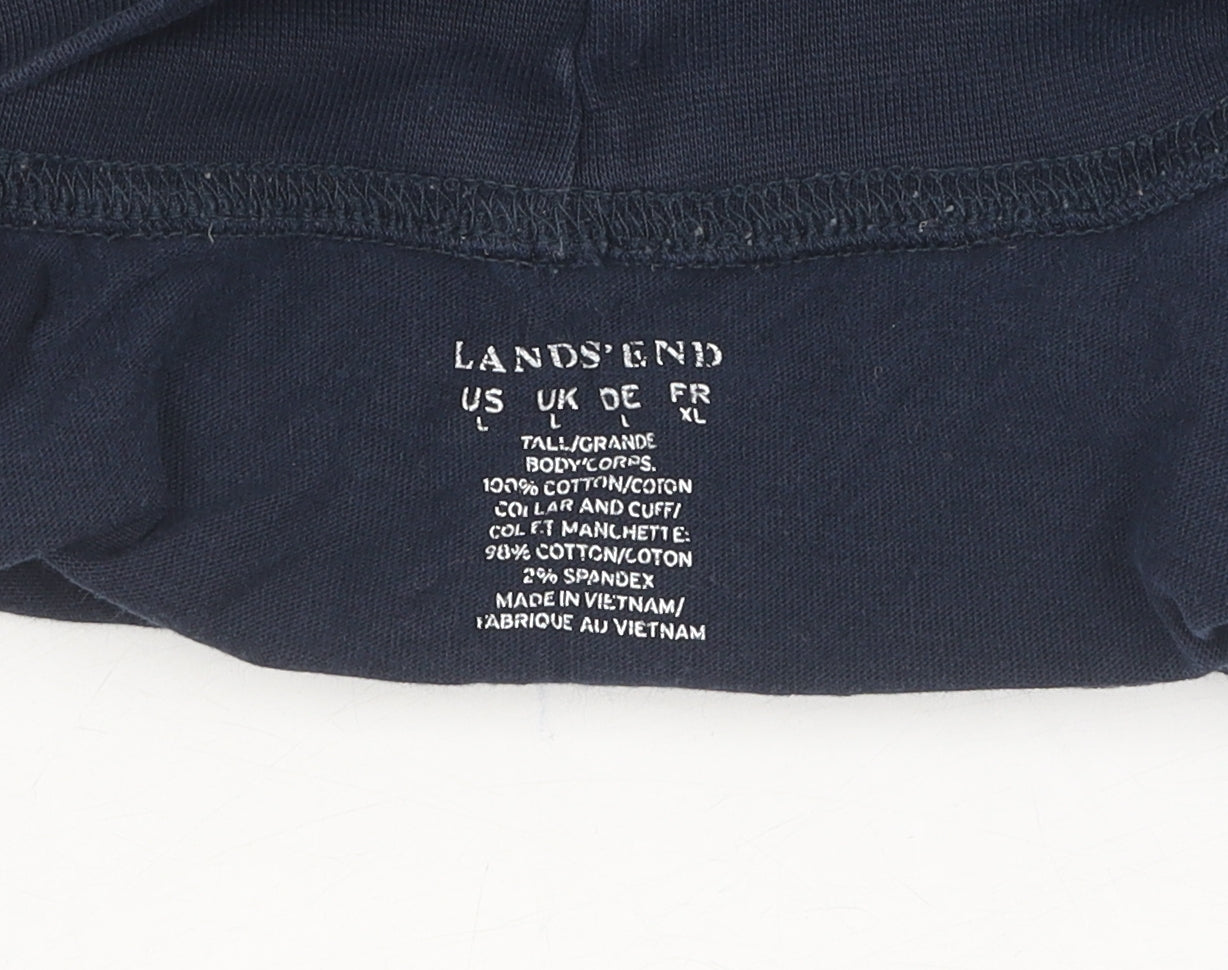 LANDS' END
US UK DE FR
L L L XL
TALL/GRANDE
BODY/CORPS:
100% COTTON/COTON
COLLAR AND CUFF/
COL ET MANCHETTE:
98% COTTON/COTON
2% SPANDEX
MADE IN VIETNAM/
FABRIQUE AU VIETNAM